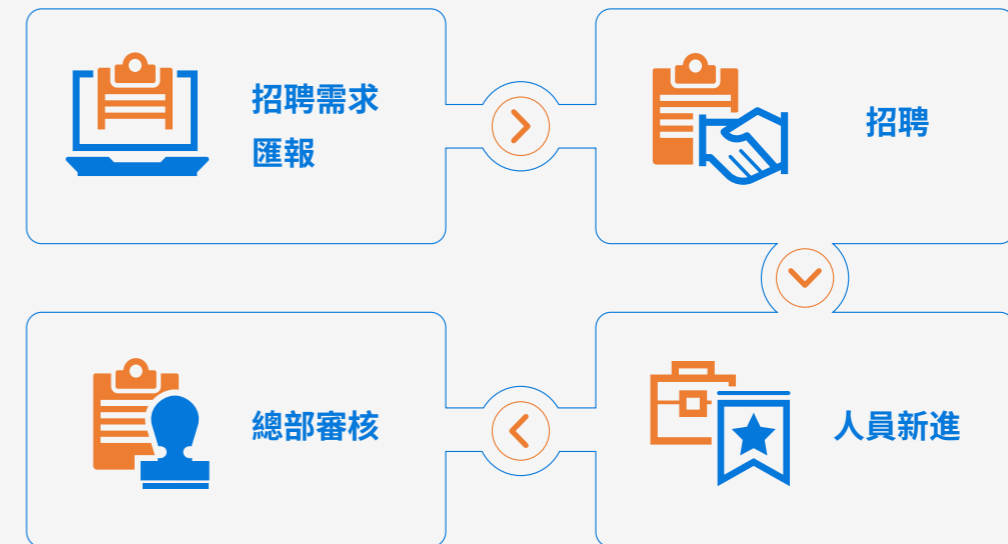 招聘需求
匯報
招聘
人員新進
總部審核